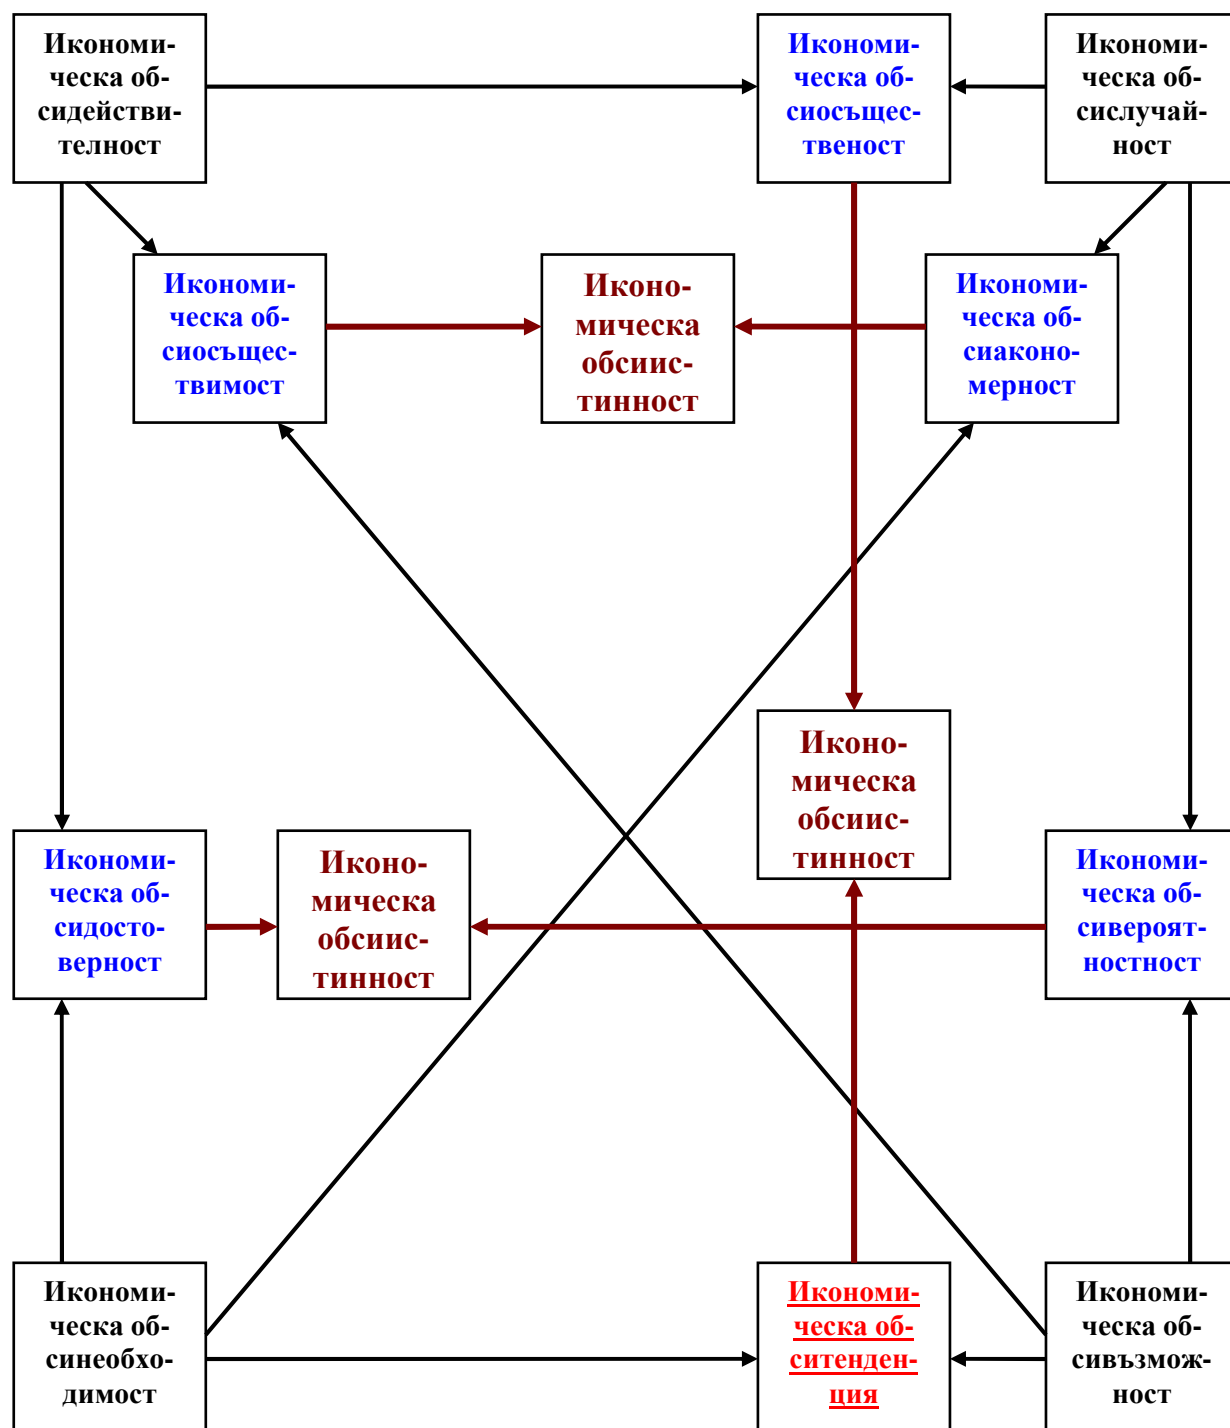 Икономи-
ческа об-
сидействи-
телност
Икономи-
ческа об-
сиосъщес-
твеност
Икономи-
ческа об-
сислучай-
ност
Икономи-
ческа об-
сиосъщес-
твимост
Иконо-
мическа
обсиис-
тинност
Икономи-
ческа об-
сиаконо-
мерност
Иконо-
мическа
обсиис-
тинност
Икономи-
ческа об-
сидосто-
верност
Иконо-
мическа
обсиис-
тинност
Икономи-
ческа об-
сивероят-
ностност
Икономи-
ческа об-
синеобхо-
димост
Икономи-
ческа об-
ситенден-
ция
Икономи-
ческа об-
сивъзмож-
ност